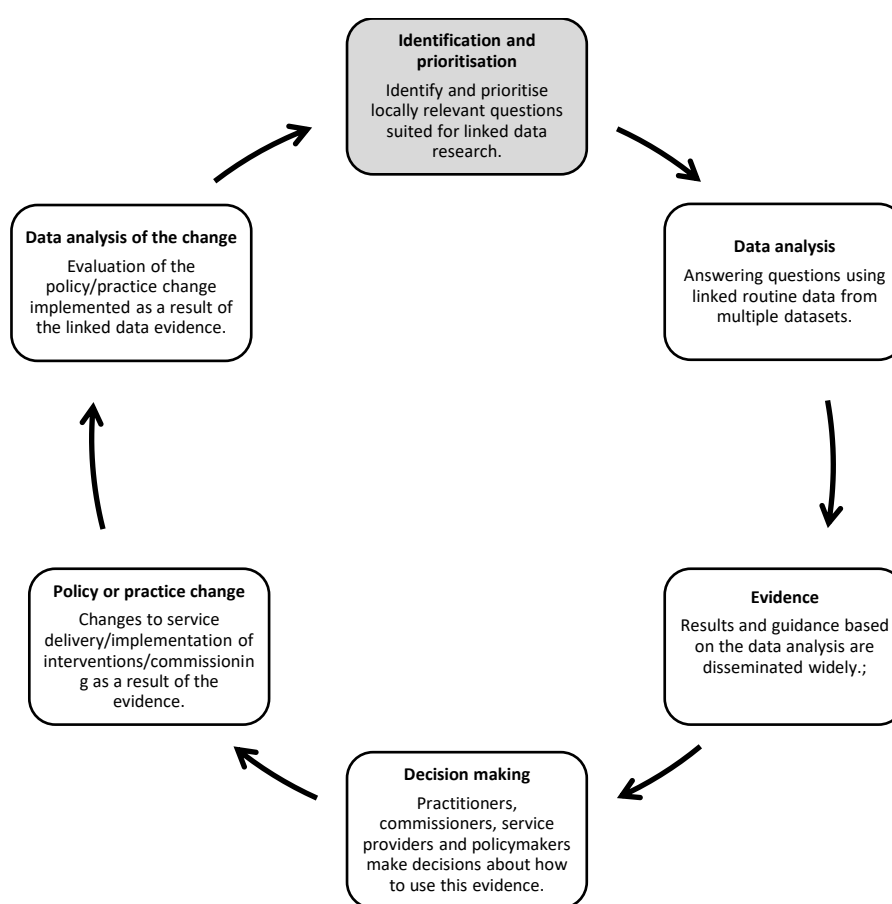 Identification and
prioritisation
Identify and prioritise
locally relevant questions
suited for linked data
research.
Data analysis
Answering questions using
linked routine data from
multiple datasets.
Evidence
Results and guidance based
on the data analysis are
disseminated widely.;
Decision making
Practitioners,
commissioners, service
providers and policymakers
make decisions about how
to use this evidence.
Policy or practice change
Changes to service
delivery/implementation of
interventions/commissionin
g as a result of the
evidence.
Data analysis of the change
Evaluation of the
policy/practice change
implemented as a result of
the linked data evidence.